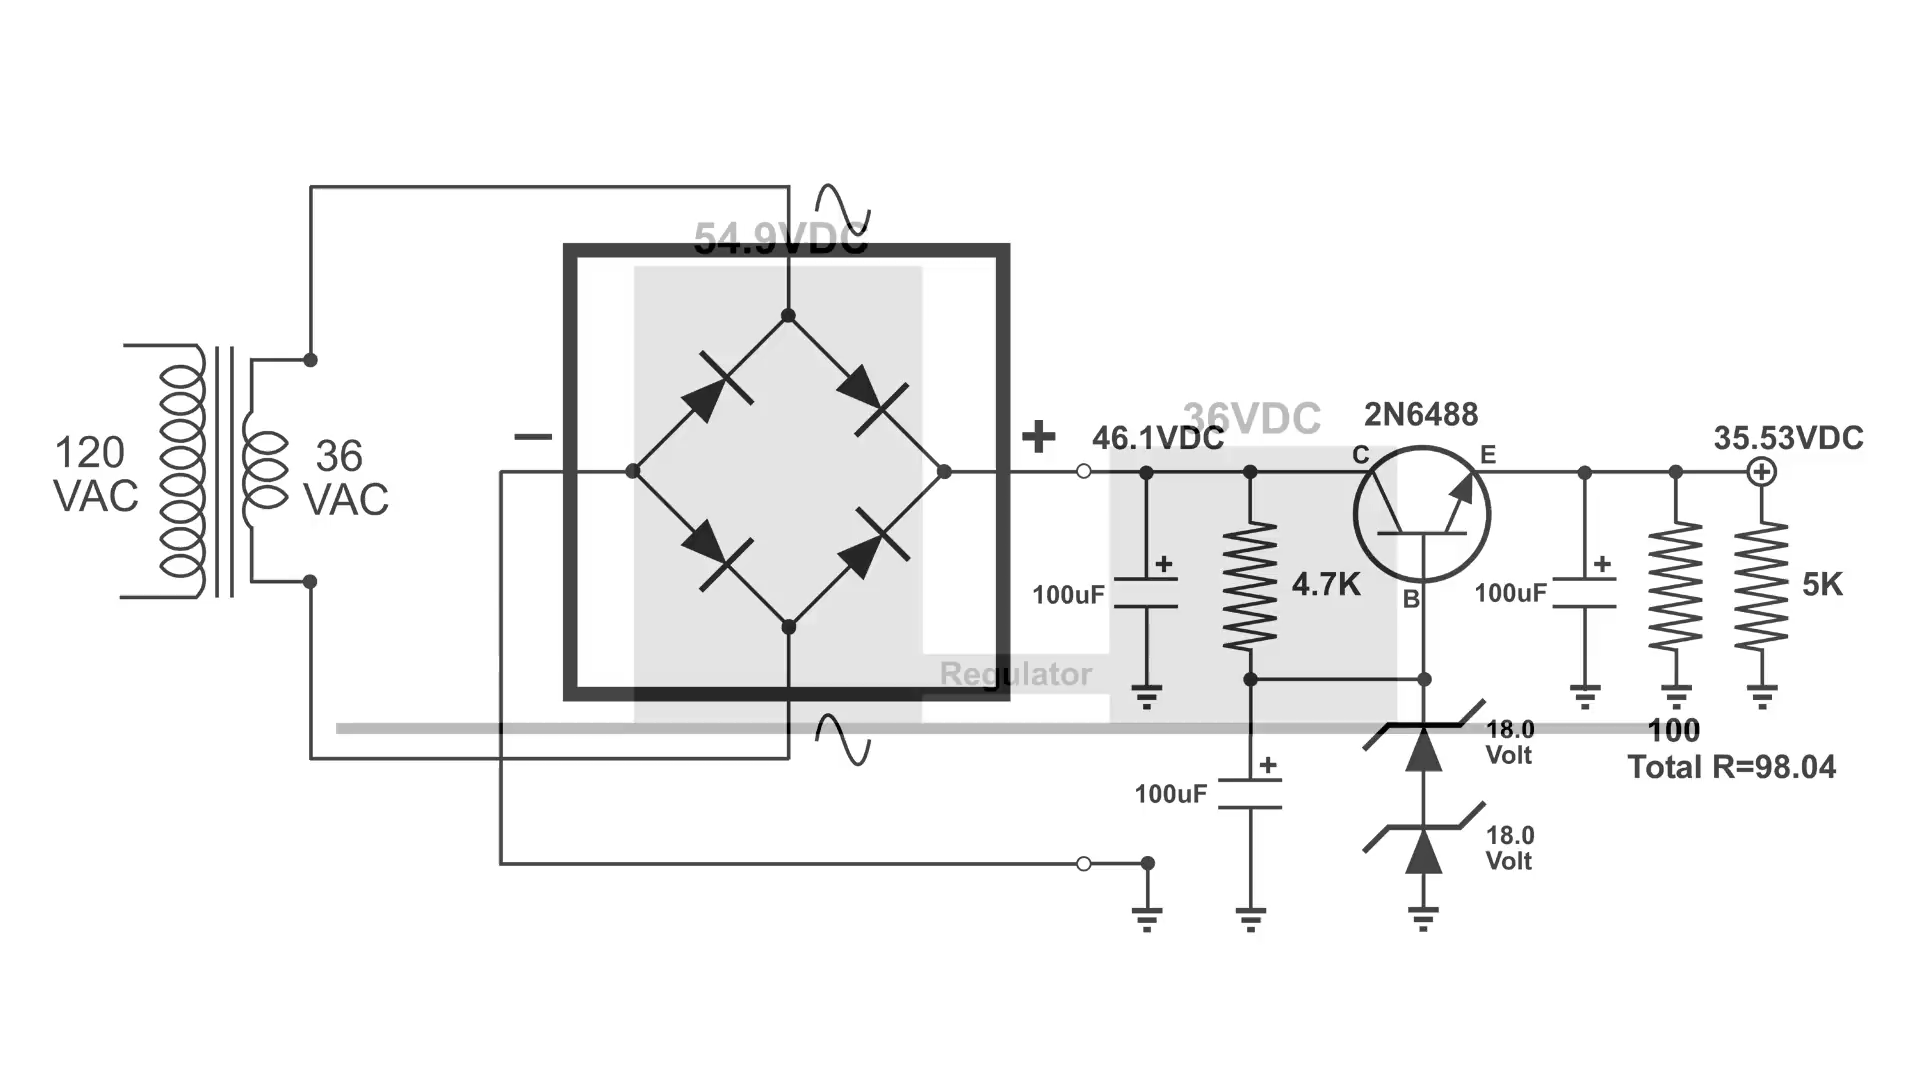 54.9VDC
36VDC
2N6488
46.1VDC
35.53VDC
C
E
120
VAC
36
VAC
−
+
+
+
+
100uF
4.7K
B
100uF
5K
Regulator
18.0
Volt
100
Total R=98.04
+
100uF
18.0
Volt